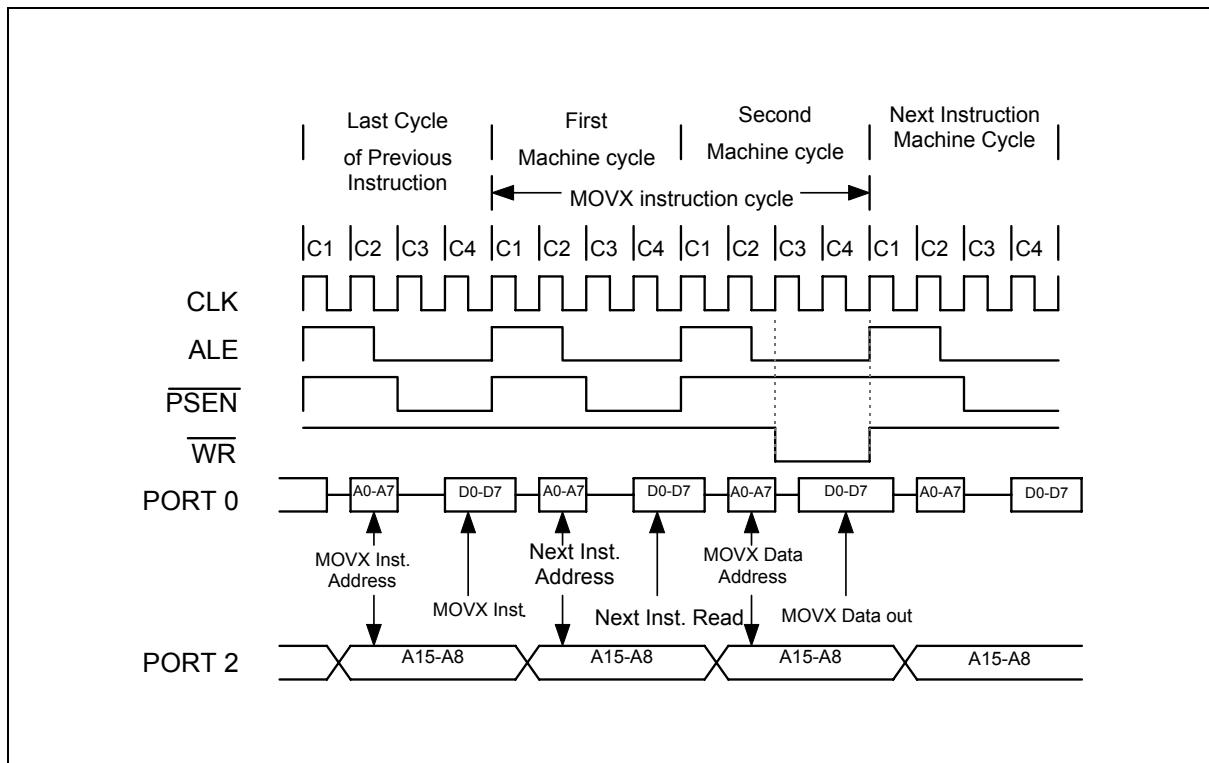 Last Cycle
of Previous
Instruction
First
Machine cycle
Second
Machine cycle
Next Instruction
Machine Cycle
MOVX instruction cycle
C1 C2 C3 C4 C1 C2 C3 C4 C1 C2 C3 C4 C1 C2 C3 C4
CLK
ALE
PSEN
WR
PORT 0
A0-A7 D0-D7 A0-A7 D0-D7 A0-A7 D0-D7 A0-A7 D0-D7
MOVX Inst.
Address
MOVX Inst.
Next Inst.
Address
Next Inst. Read
MOVX Data
Address
MOVX Data out
PORT 2
A15-A8 A15-A8 A15-A8 A15-A8